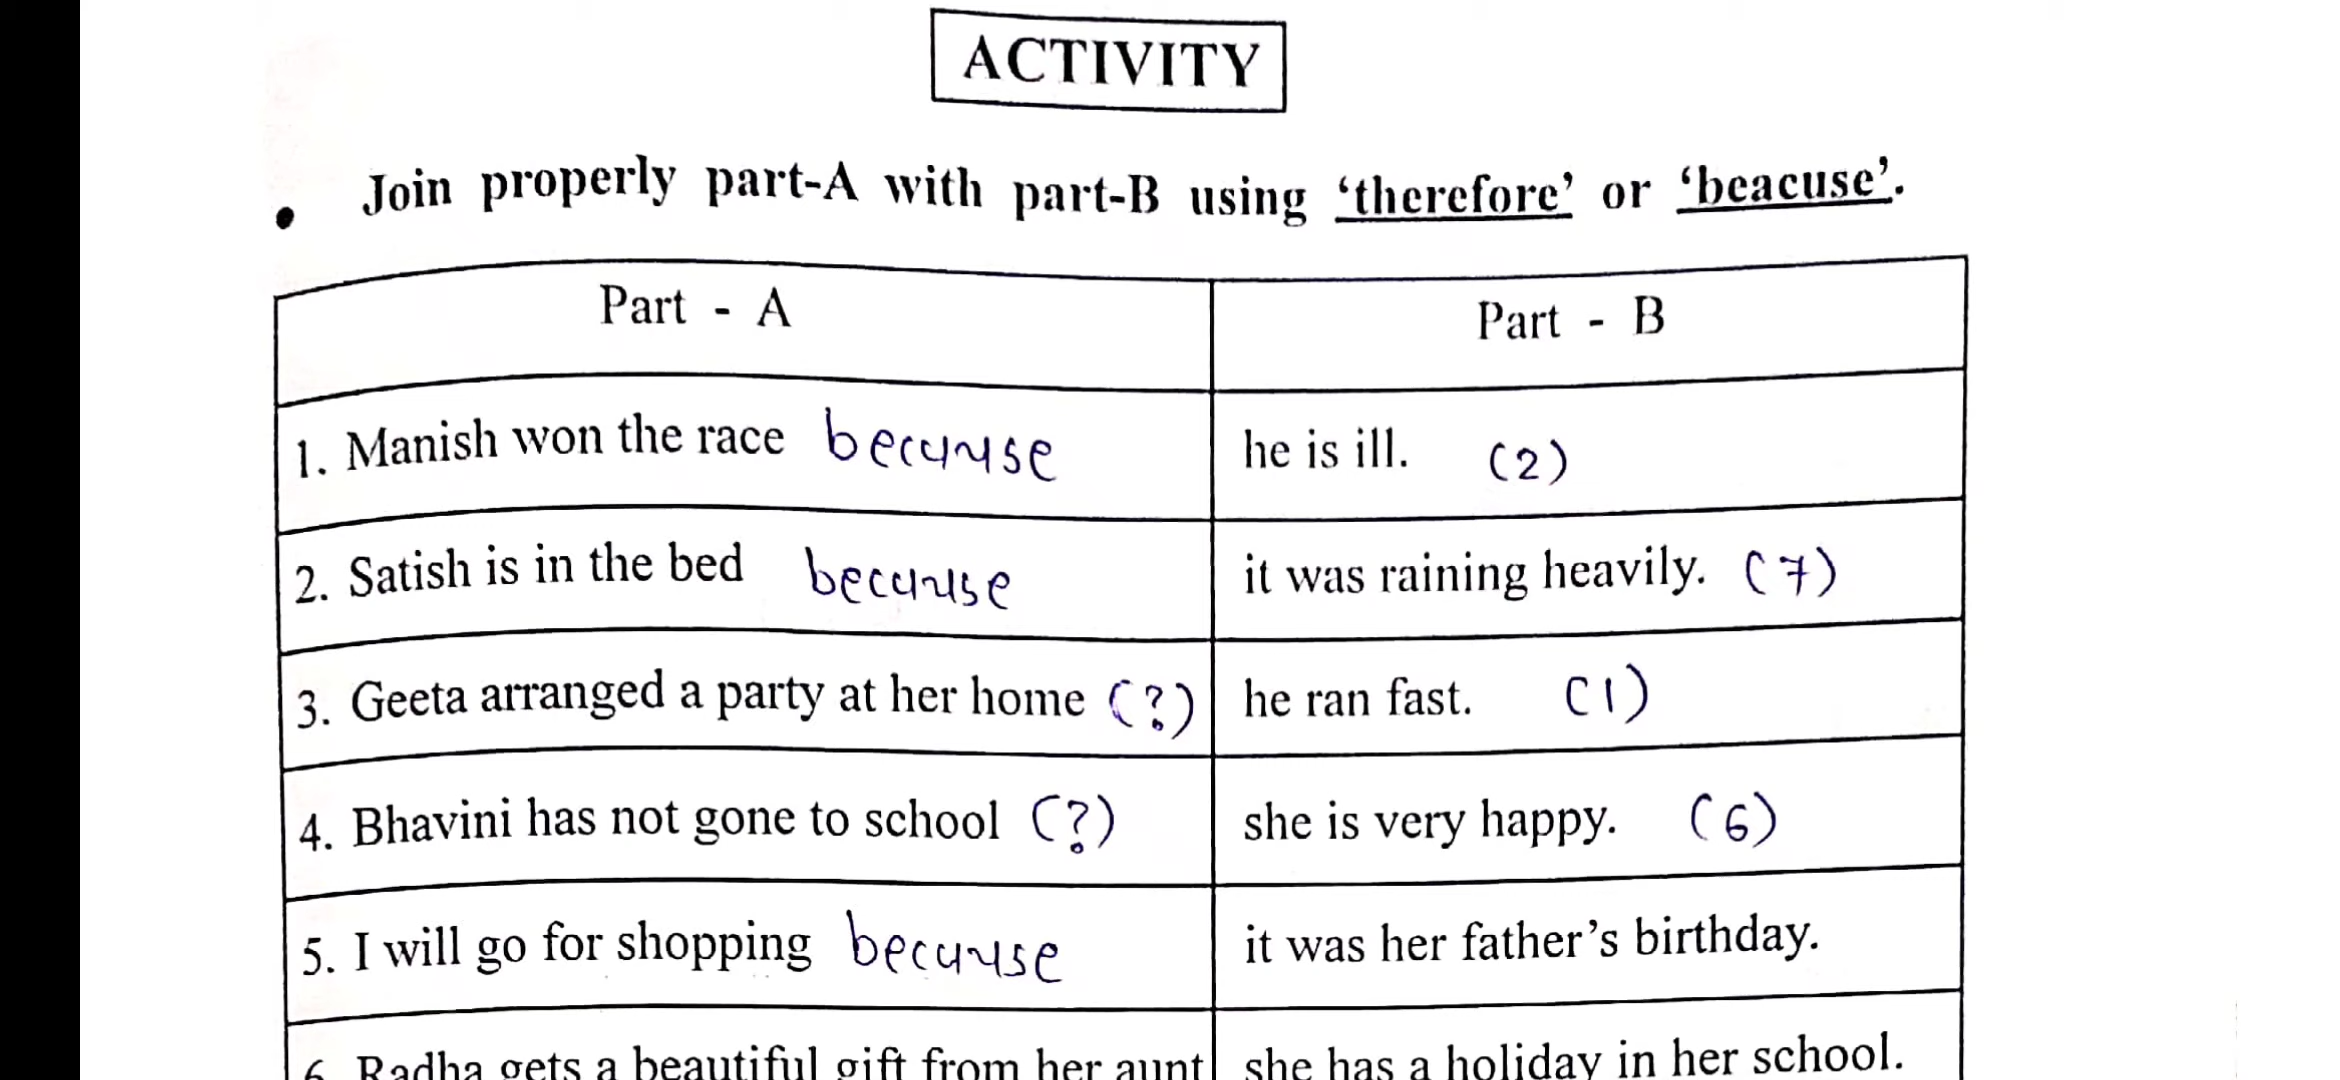 ACTIVITY
• Join properly part-A with part-B using ‘therefore’ or ‘beacuse’.
Part - A Part - B
1. Manish won the race because he is ill. (2)
2. Satish is in the bed because it was raining heavily. (7)
3. Geeta arranged a party at her home (?) he ran fast. (1)
4. Bhavini has not gone to school (?) she is very happy. (6)
5. I will go for shopping because it was her father’s birthday.
6. Radha gets a beautiful gift from her aunt she has a holiday in her school.